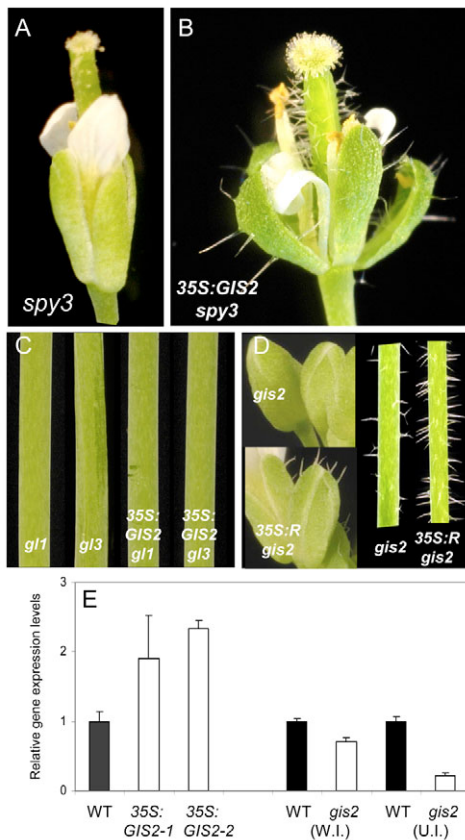 A
B
spy3
35S:GIS2
spy3
C
D
gl1
gl3
35S:
GIS2
gl1
35S:
GIS2
gl3
gis2
35S:R
gis2
gis2
35S:R
gis2
E
Relative gene expression levels
3
2
1
0
WT
35S:
GIS2-1
35S:
GIS2-2
WT
gis2
(W.I.)
WT
gis2
(U.I.)